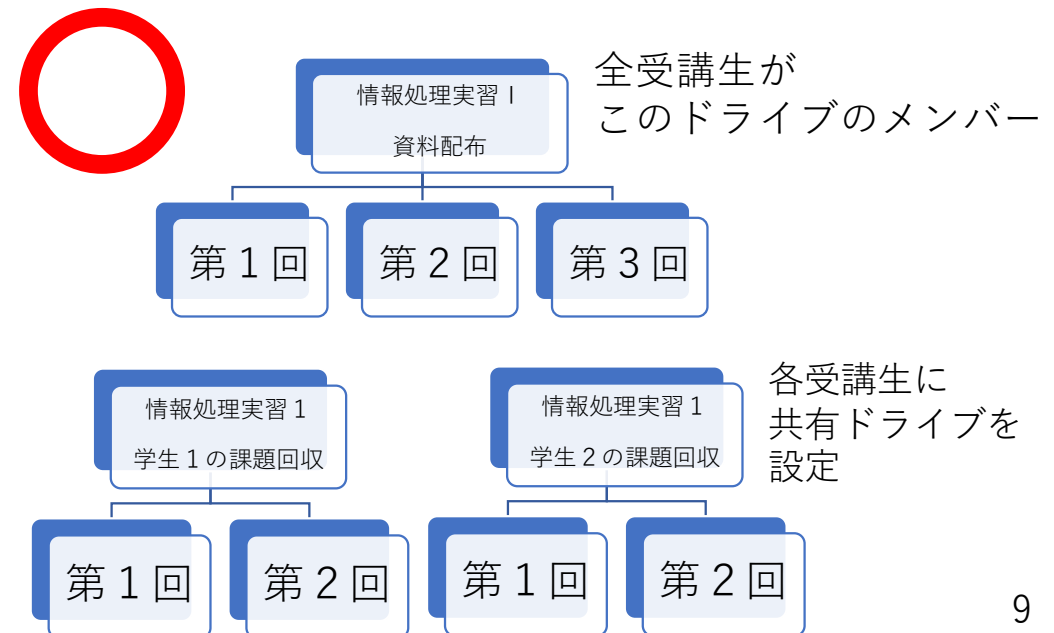 情報処理実習Ⅰ
資料配布
全受講生が
このドライブのメンバー
第1回
第2回
第3回
情報処理実習1
学生1の課題回収
情報処理実習1
学生2の課題回収
各受講生に
共有ドライブを
設定
第1回
第2回
第1回
第2回
9